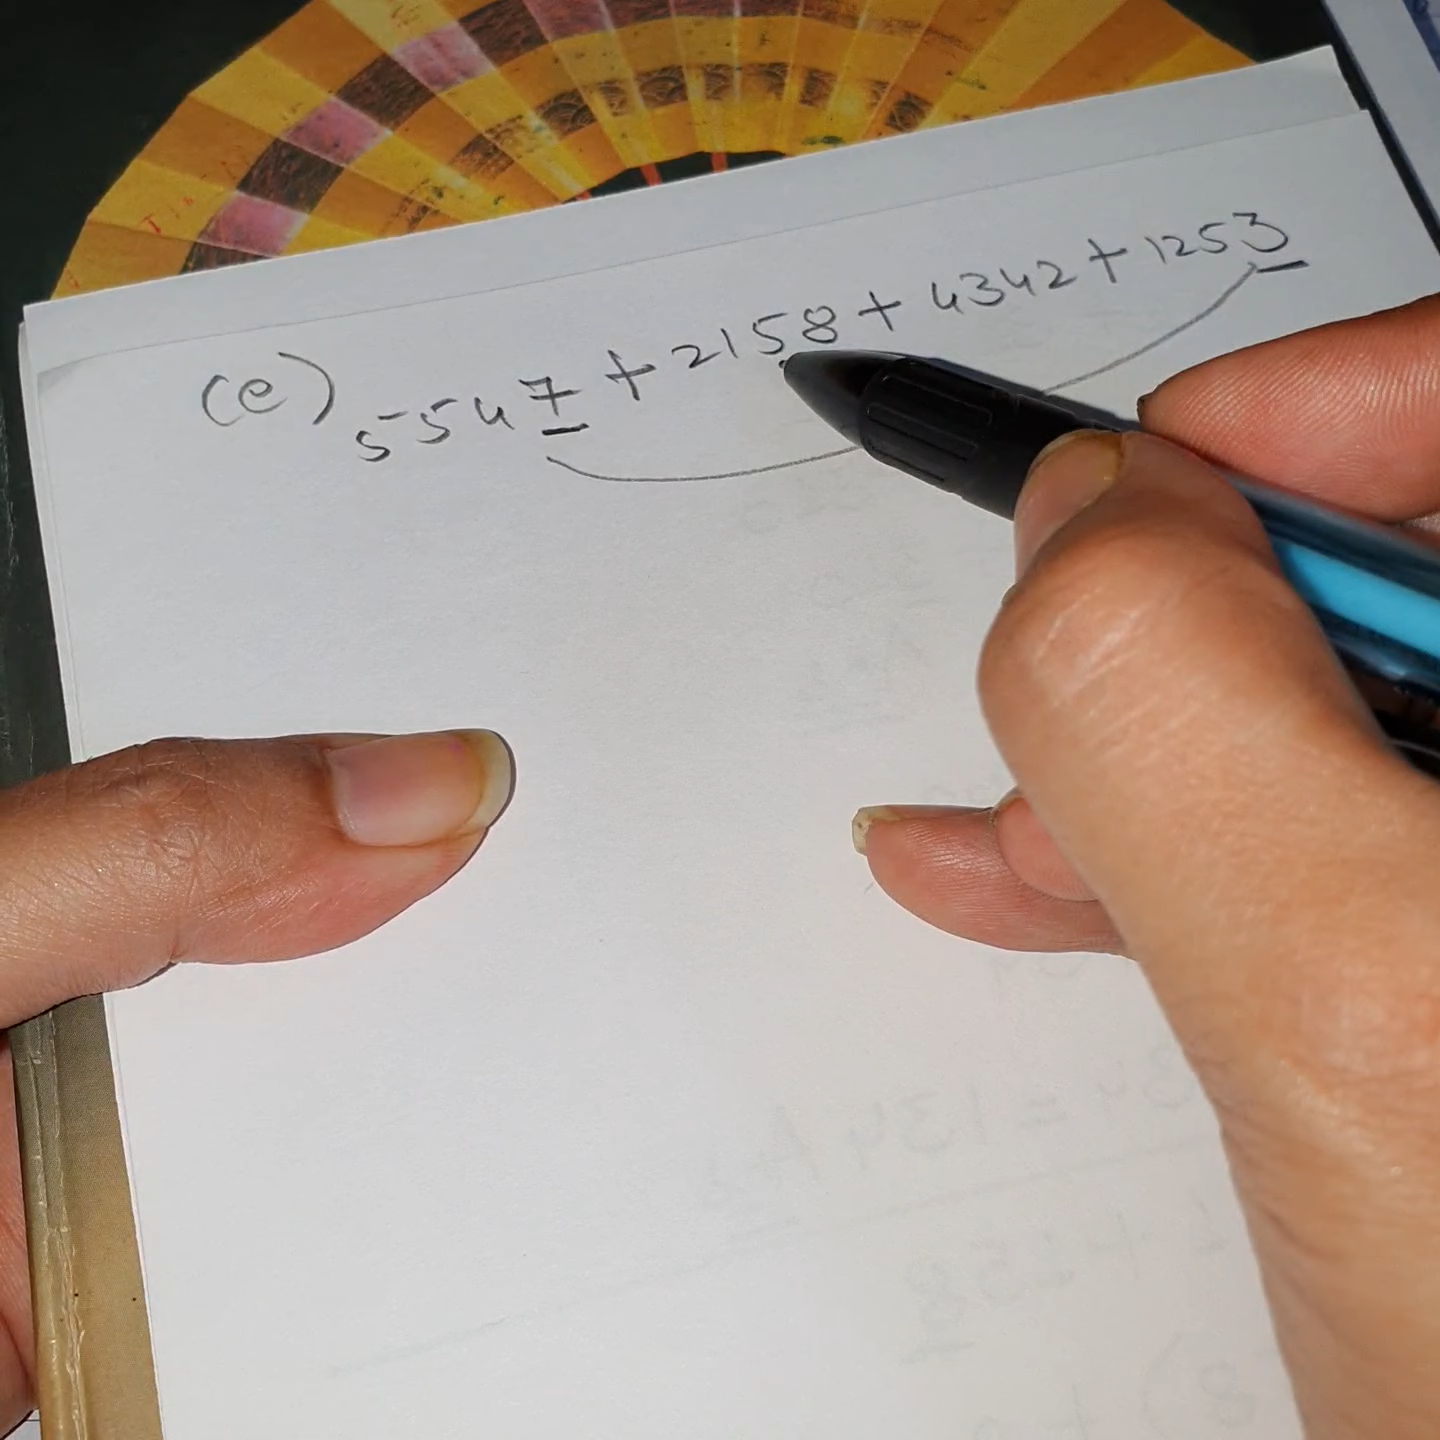 (e) 5547 + 2158 + 4342 + 1253